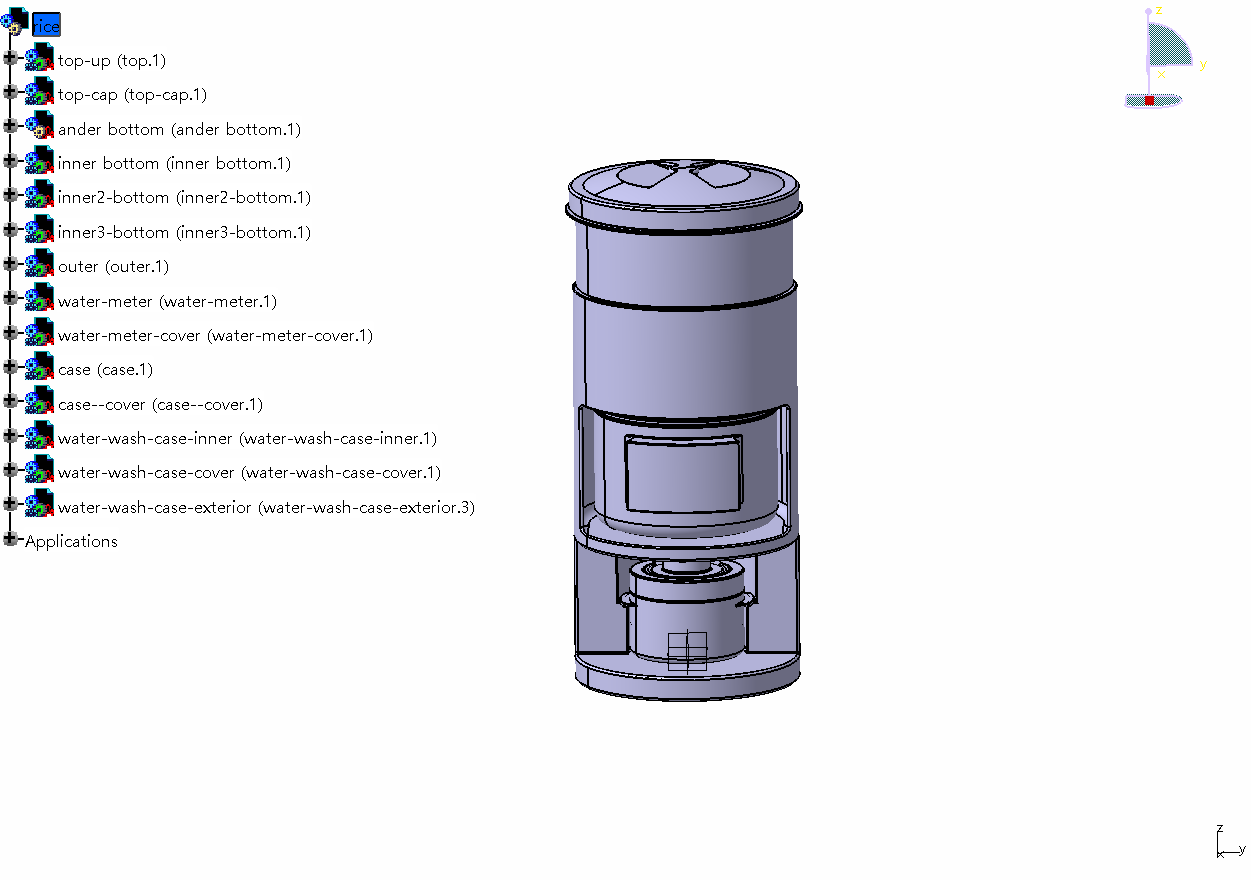 rice
top-up (top.1)
top-cap (top-cap.1)
ander bottom (ander bottom.1)
inner bottom (inner bottom.1)
inner2-bottom (inner2-bottom.1)
inner3-bottom (inner3-bottom.1)
outer (outer.1)
water-meter (water-meter.1)
water-meter-cover (water-meter-cover.1)
case (case.1)
case--cover (case--cover.1)
water-wash-case-inner (water-wash-case-inner.1)
water-wash-case-cover (water-wash-case-cover.1)
water-wash-case-exterior (water-wash-case-exterior.3)
Applications
z
y
x
z
y
x